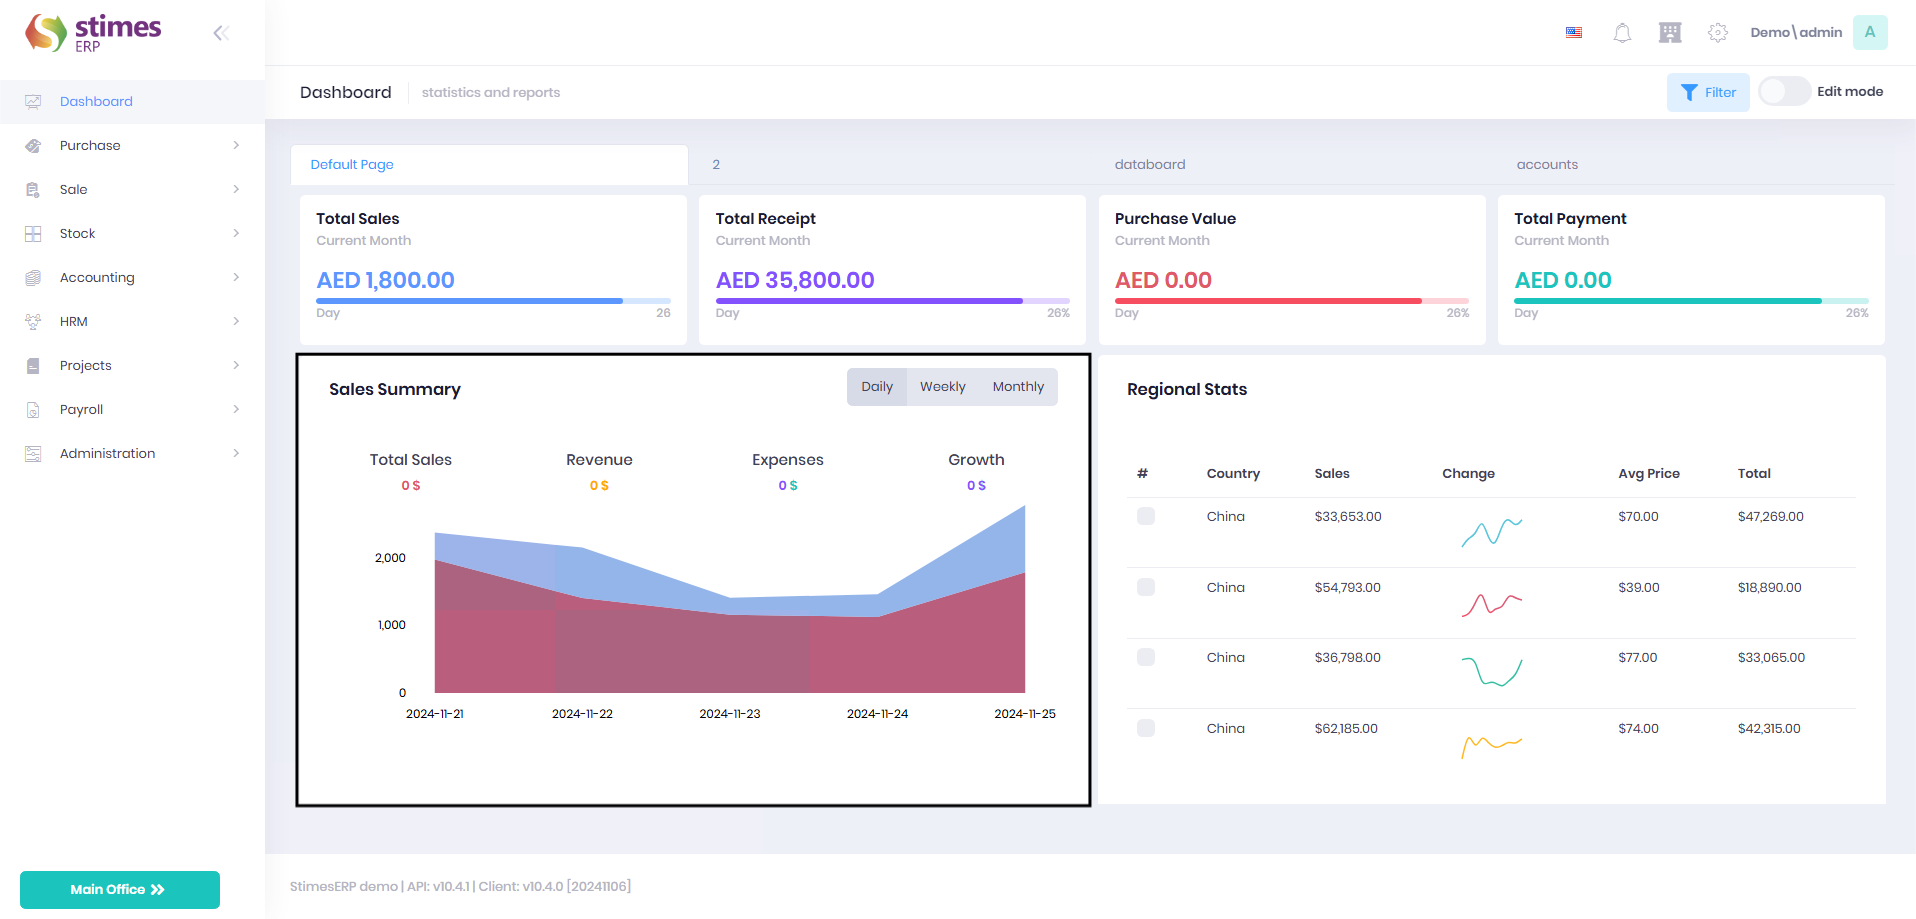 stimes
ERP
Demo\admin
A
Dashboard
statistics and reports
Filter
Edit mode
Dashboard
Purchase
Sale
Stock
Accounting
HRM
Projects
Payroll
Administration
Main Office
Default Page
2
databoard
accounts
Total Sales
Current Month
AED 1,800.00
Day 26
Total Receipt
Current Month
AED 35,800.00
Day 26%
Purchase Value
Current Month
AED 0.00
Day 26%
Total Payment
Current Month
AED 0.00
Day 26%
Sales Summary
Daily Weekly Monthly
Total Sales Revenue Expenses Growth
0 $ 0 $ 0 $ 0 $
2,000
1,000
0
2024-11-21 2024-11-22 2024-11-23 2024-11-24 2024-11-25
Regional Stats
# Country Sales Change Avg Price Total
China $33,653.00 $70.00 $47,269.00
China $54,793.00 $39.00 $18,890.00
China $36,798.00 $77.00 $33,065.00
China $62,185.00 $74.00 $42,315.00
StimesERP demo | API: v10.4.1 | Client: v10.4.0 [20241106]